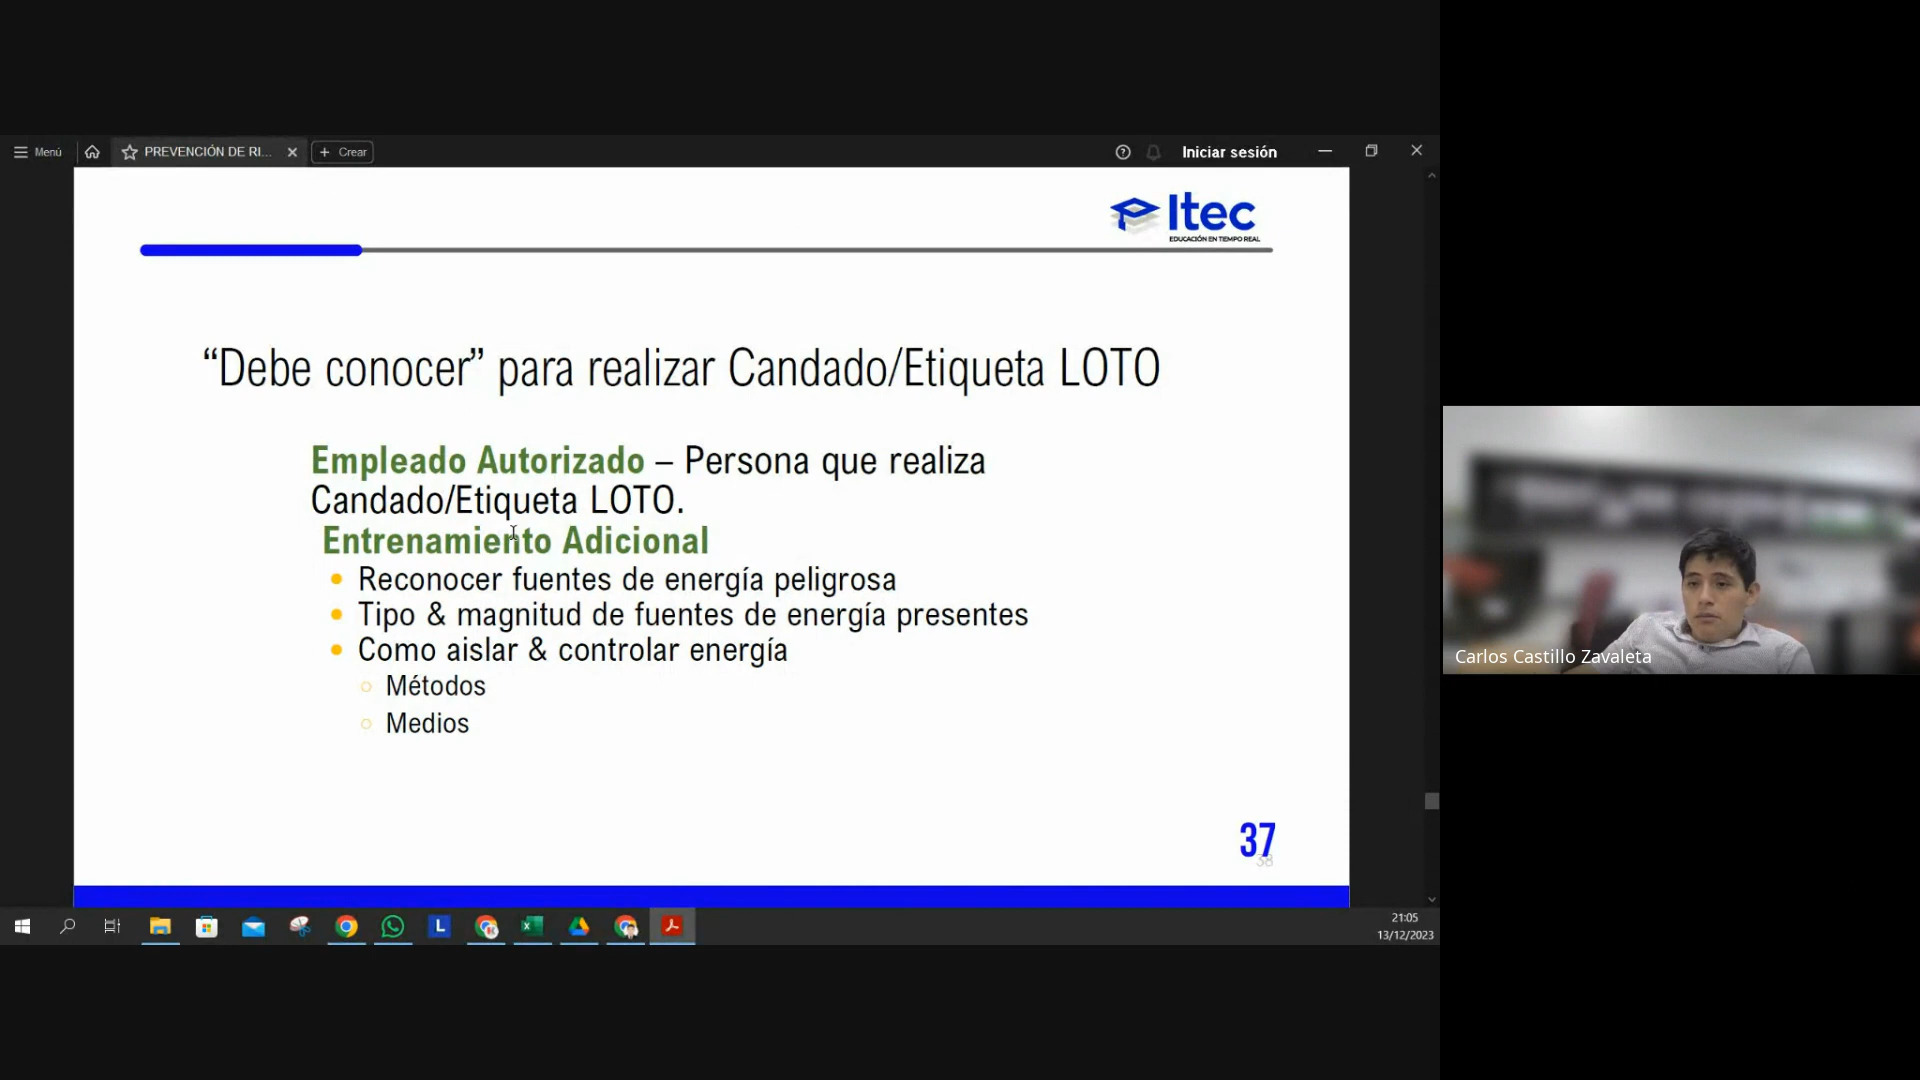 Menú
PREVENCIÓN DE RI...
+ Crear
Iniciar sesión
Itec
EDUCACIÓN EN TIEMPO REAL
“Debe conocer” para realizar Candado/Etiqueta LOTO
Empleado Autorizado – Persona que realiza
Candado/Etiqueta LOTO.
Entrenamiento Adicional
• Reconocer fuentes de energía peligrosa
• Tipo & magnitud de fuentes de energía presentes
• Como aislar & controlar energía
○ Métodos
○ Medios
37
38
Carlos Castillo Zavaleta
21:05
13/12/2023